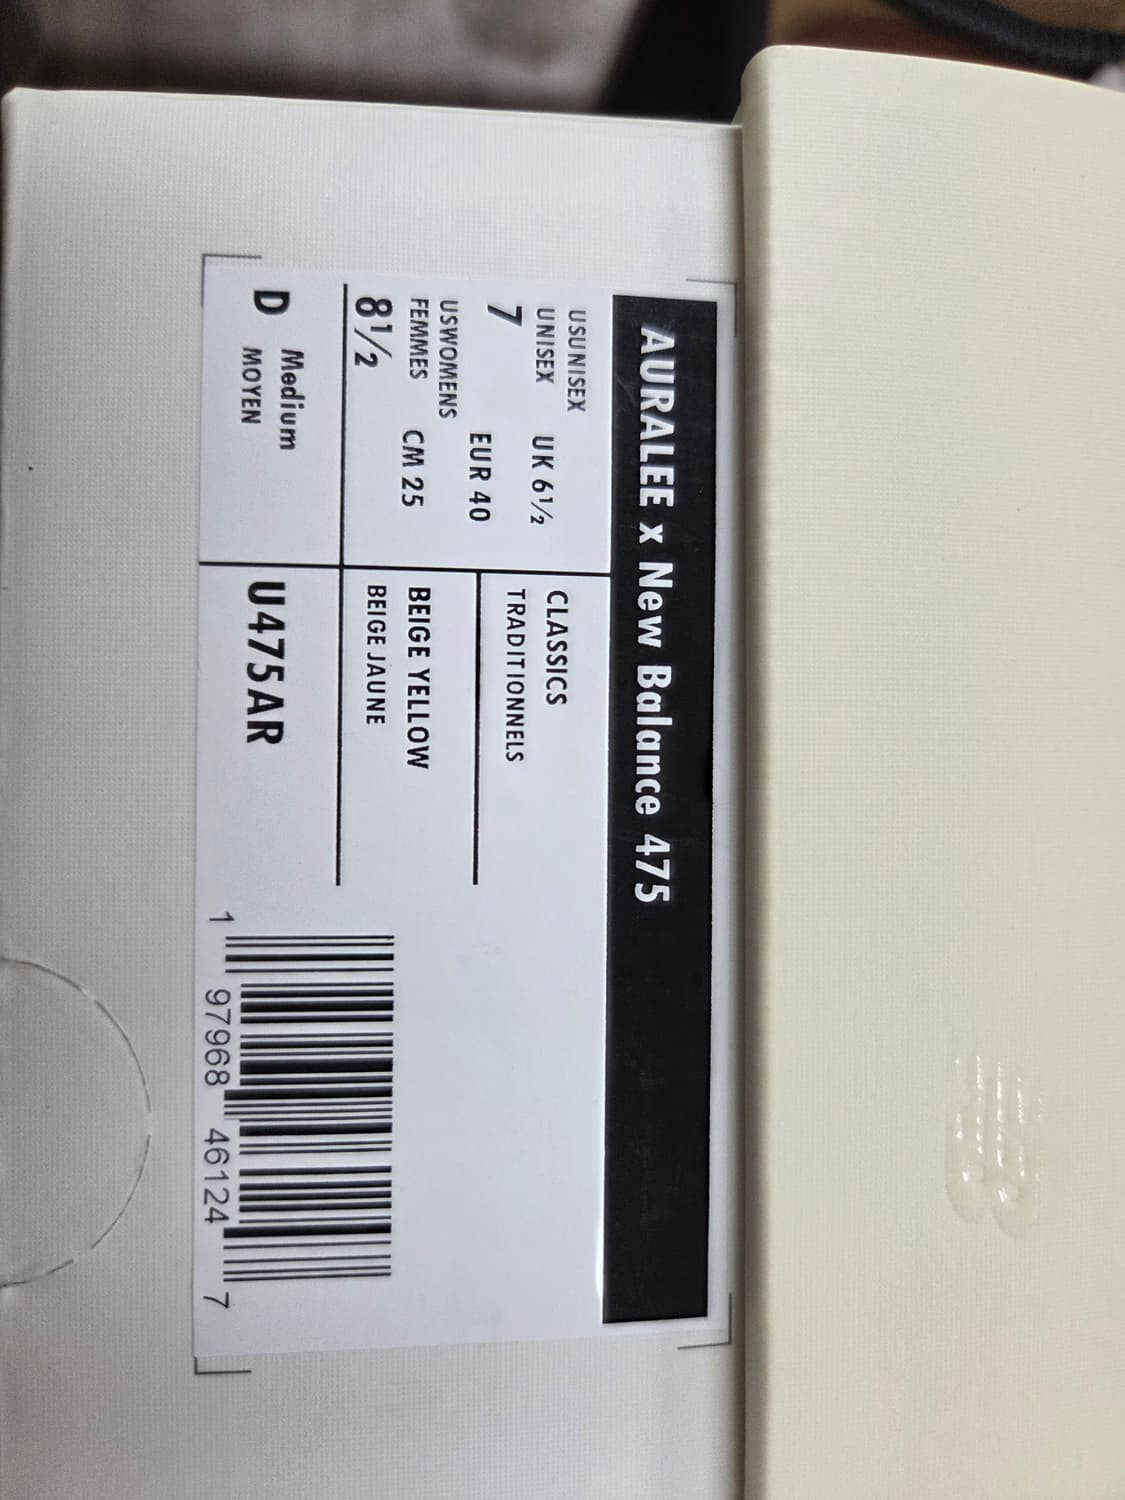 AURALEE x New Balance 475
USUNISEX
UNISEX
7
UK 6½
EUR 40
USWOMENS
FEMMES
8½
CM 25
CLASSICS
TRADITIONNELS
BEIGE YELLOW
BEIGE JAUNE
D Medium
MOYEN
U475AR
1 97968 46124 7